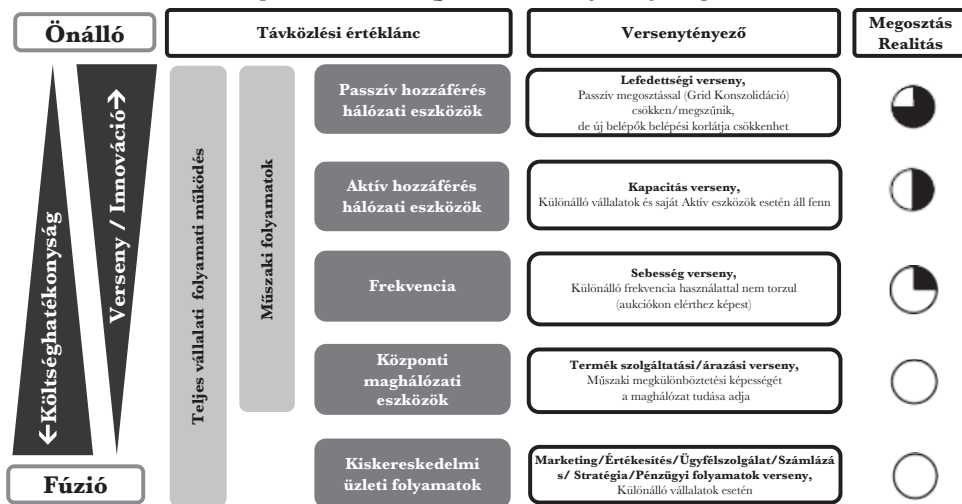 Önálló
Távközlési értéklánc
Versenytényező
Megosztás
Realitás
←Költséghatékonyság
Verseny / Innováció→
Teljes vállalati folyamati működés
Műszaki folyamatok
Passzív hozzáférés
hálózati eszközök
Lefedettségi verseny,
Passzív megosztással (Grid Konszolidáció)
csökken/megszűnik,
de új belépők belépési korlátja csökkenhet
Aktív hozzáférés
hálózati eszközök
Kapacitás verseny,
Különálló vállalatok és saját Aktív eszközök esetén áll fenn
Frekvencia
Sebesség verseny,
Különálló frekvencia használattal nem torzul
(aukciókon elérthez képest)
Központi
maghálózati
eszközök
Termék szolgáltatási/árazási verseny,
Műszaki megkülönböztetési képességét
a maghálózat tudása adja
Fúzió
Kiskereskedelmi
üzleti folyamatok
Marketing/Értékesítés/Ügyfélszolgálat/Számlázá
s/ Stratégia/Pénzügyi folyamatok verseny,
Különálló vállalatok esetén